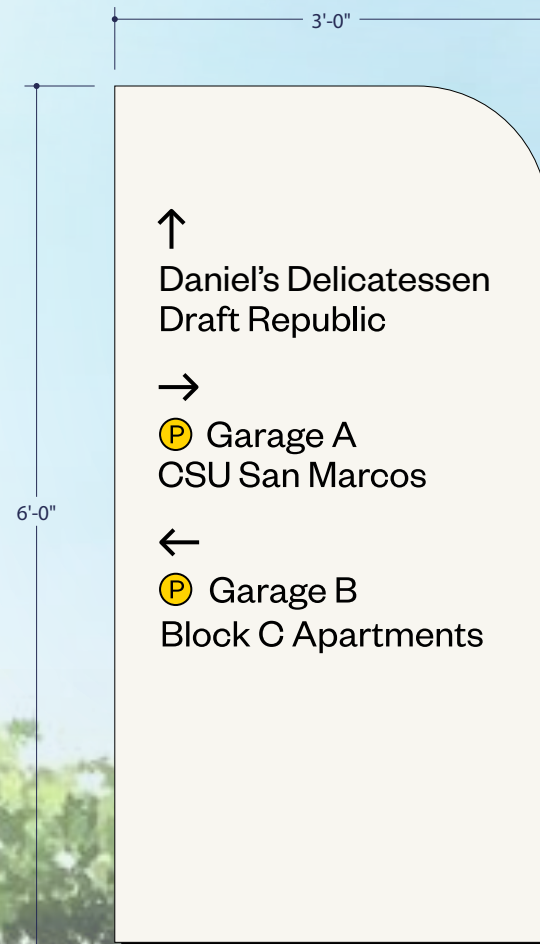 3'-0"
↑
Daniel’s Delicatessen
Draft Republic
→
P Garage A
CSU San Marcos
6'-0"
←
P Garage B
Block C Apartments